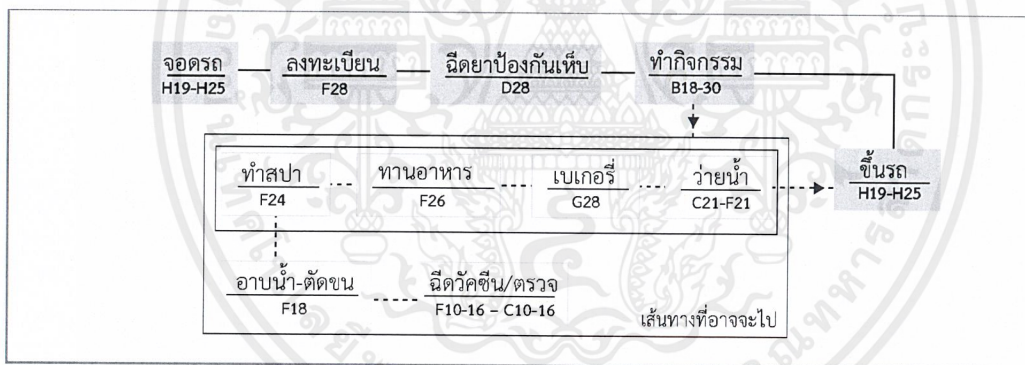 จอดรถ ลงทะเบียน ฉีดยาป้องกันเห็บ ทำกิจกรรม
H19-H25 F28 D28 B18-30
ทำสปา ทานอาหาร เบเกอรี่ ว่ายน้ำ ขึ้นรถ
F24 F26 G28 C21-F21 H19-H25
อาบน้ำ-ตัดขน ฉีดวัคซีน/ตรวจ
F18 F10-16 – C10-16
เส้นทางที่อาจจะไป